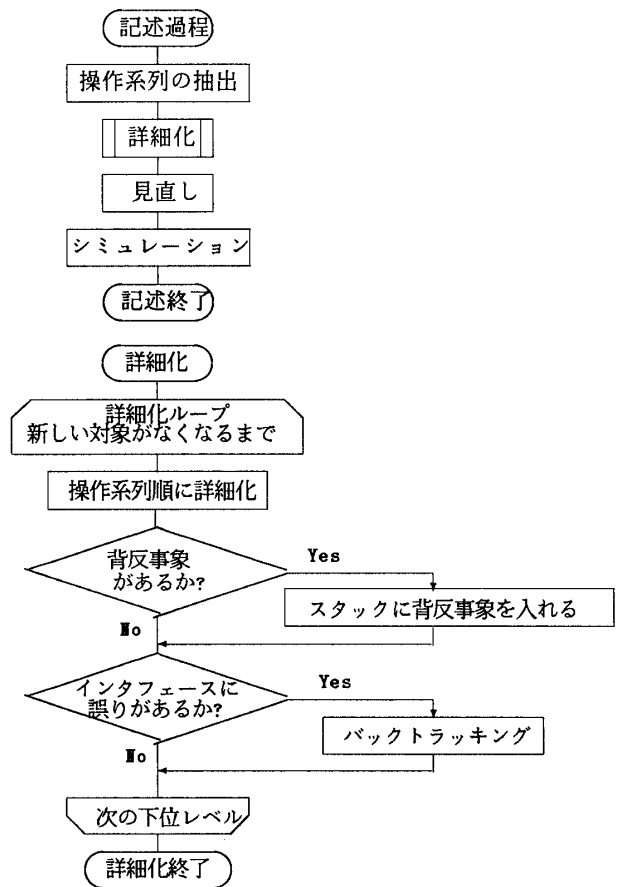 記述過程
操作系列の抽出
詳細化
見直し
シミュレーション
記述終了
詳細化
詳細化ループ
新しい対象がなくなるまで
操作系列順に詳細化
背反事象
があるか?
Yes
スタックに背反事象を入れる
No
インタフェースに
誤りがあるか?
Yes
バックトラッキング
No
次の下位レベル
詳細化終了